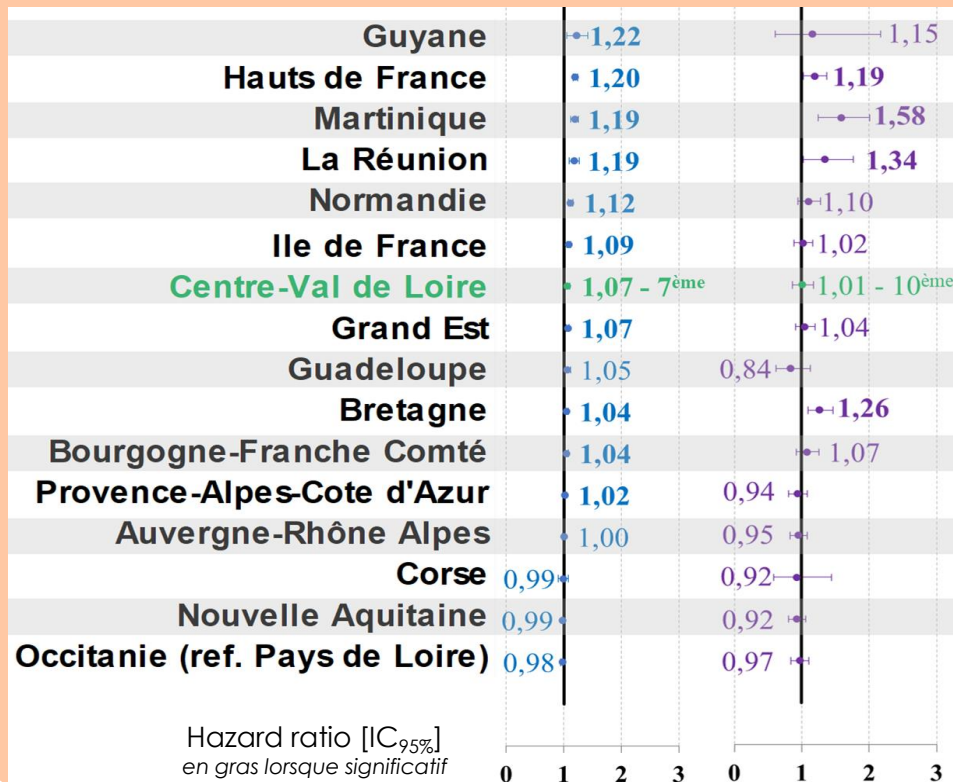 Guyane 1,22 1,15
Hauts de France 1,20 1,19
Martinique 1,19 1,58
La Réunion 1,19 1,34
Normandie 1,12 1,10
Ile de France 1,09 1,02
Centre-Val de Loire 1,07 - 7ème 1,01 - 10ème
Grand Est 1,07 1,04
Guadeloupe 1,05 0,84
Bretagne 1,04 1,26
Bourgogne-Franche Comté 1,04 1,07
Provence-Alpes-Cote d'Azur 1,02 0,94
Auvergne-Rhône Alpes 1,00 0,95
Corse 0,99 0,92
Nouvelle Aquitaine 0,99 0,92
Occitanie (ref. Pays de Loire) 0,98 0,97
Hazard ratio [IC95%]
en gras lorsque significatif
0 1 2 3 0 1 2 3